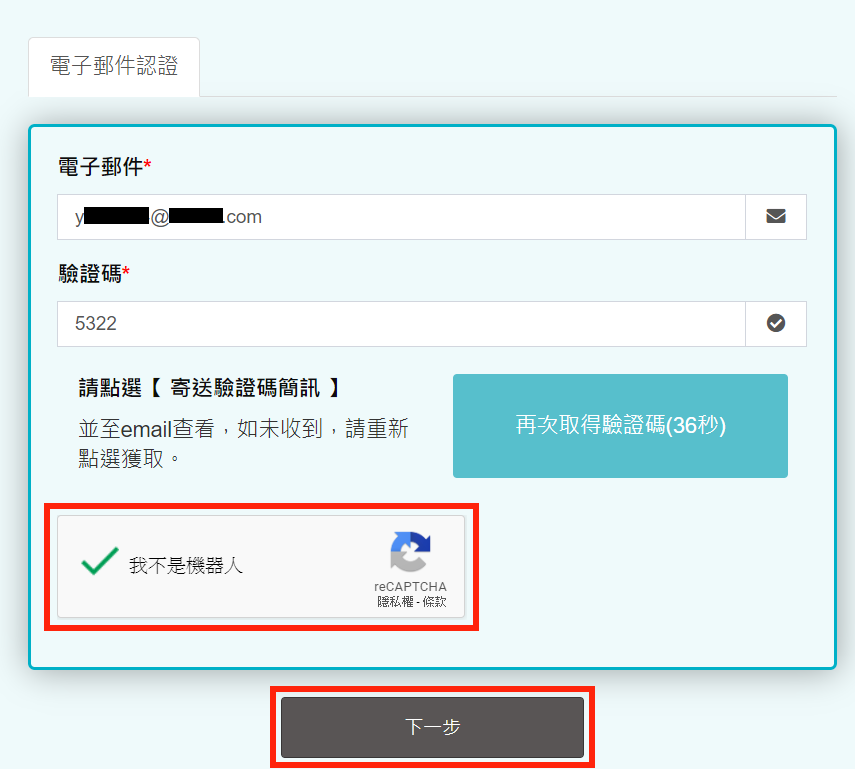 電子郵件認證
電子郵件*
y @ .com
驗證碼*
5322
請點選【 寄送驗證碼簡訊 】
並至email查看，如未收到，請重新
點選獲取。
再次取得驗證碼(36秒)
我不是機器人
reCAPTCHA
隱私權 - 條款
下一步